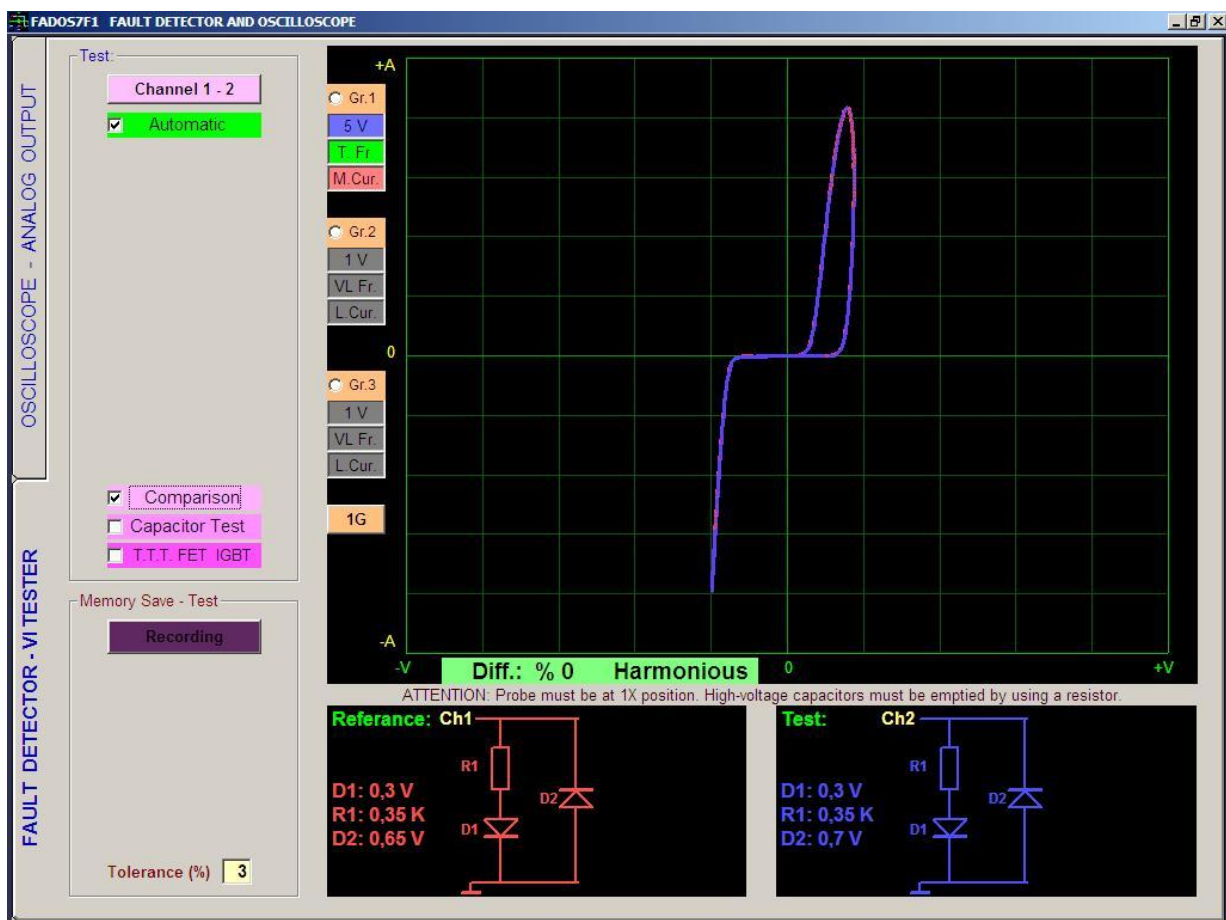 FADOS7F1 FAULT DETECTOR AND OSCILLOSCOPE
OSCILLOSCOPE - ANALOG OUTPUT
FAULT DETECTOR - VI TESTER
Test:
Channel 1 - 2
Automatic
Comparison
Capacitor Test
T.T.T. FET IGBT
Memory Save - Test
Recording
Tolerance (%) 3
+A
Gr.1
5 V
T. Fr
M.Cur.
Gr.2
1 V
VL Fr.
L.Cur.
0
Gr.3
1 V
VL Fr.
L.Cur.
1G
-A
-V
Diff.: % 0 Harmonious
0
+V
ATTENTION: Probe must be at 1X position. High-voltage capacitors must be emptied by using a resistor.
Referance: Ch1
R1
D2
D1
D1: 0,3 V
R1: 0,35 K
D2: 0,65 V
Test: Ch2
R1
D2
D1
D1: 0,3 V
R1: 0,35 K
D2: 0,7 V